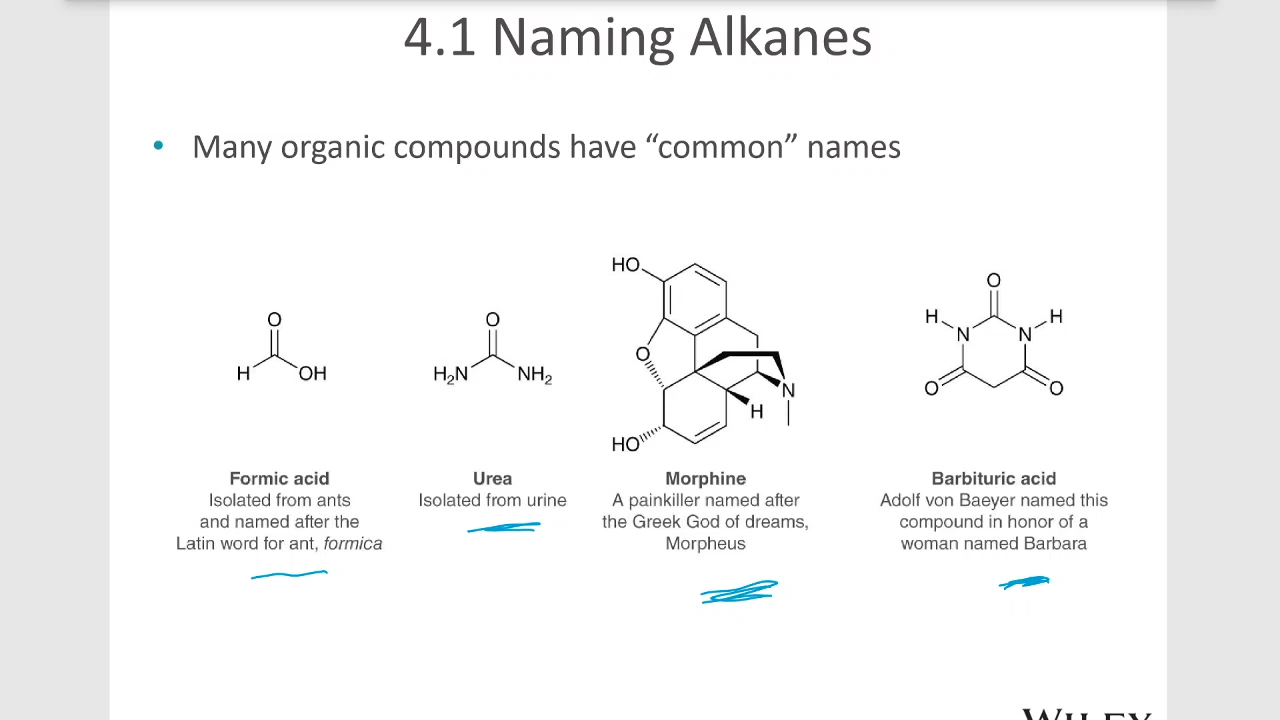 4.1 Naming Alkanes
• Many organic compounds have “common” names
O
H OH
Formic acid
Isolated from ants
and named after the
Latin word for ant, formica
O
H₂N NH₂
Urea
Isolated from urine
HO
O
N
H
HO
Morphine
A painkiller named after
the Greek God of dreams,
Morpheus
O
H H
N N
O O
Barbituric acid
Adolf von Baeyer named this
compound in honor of a
woman named Barbara
WILEY